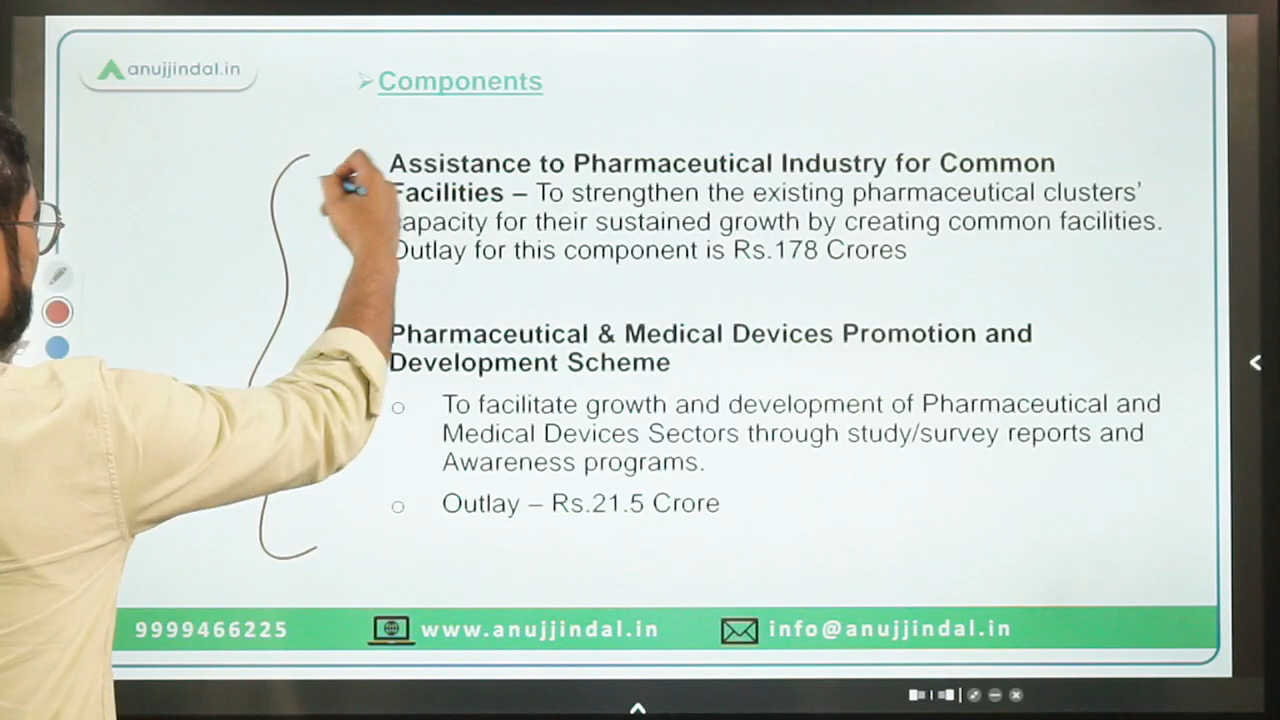 anujjindal.in
Components
Assistance to Pharmaceutical Industry for Common
Facilities – To strengthen the existing pharmaceutical clusters'
capacity for their sustained growth by creating common facilities.
Outlay for this component is Rs.178 Crores
Pharmaceutical & Medical Devices Promotion and
Development Scheme
To facilitate growth and development of Pharmaceutical and
Medical Devices Sectors through study/survey reports and
Awareness programs.
Outlay – Rs.21.5 Crore
9999466225 www.anujjindal.in info@anujjindal.in